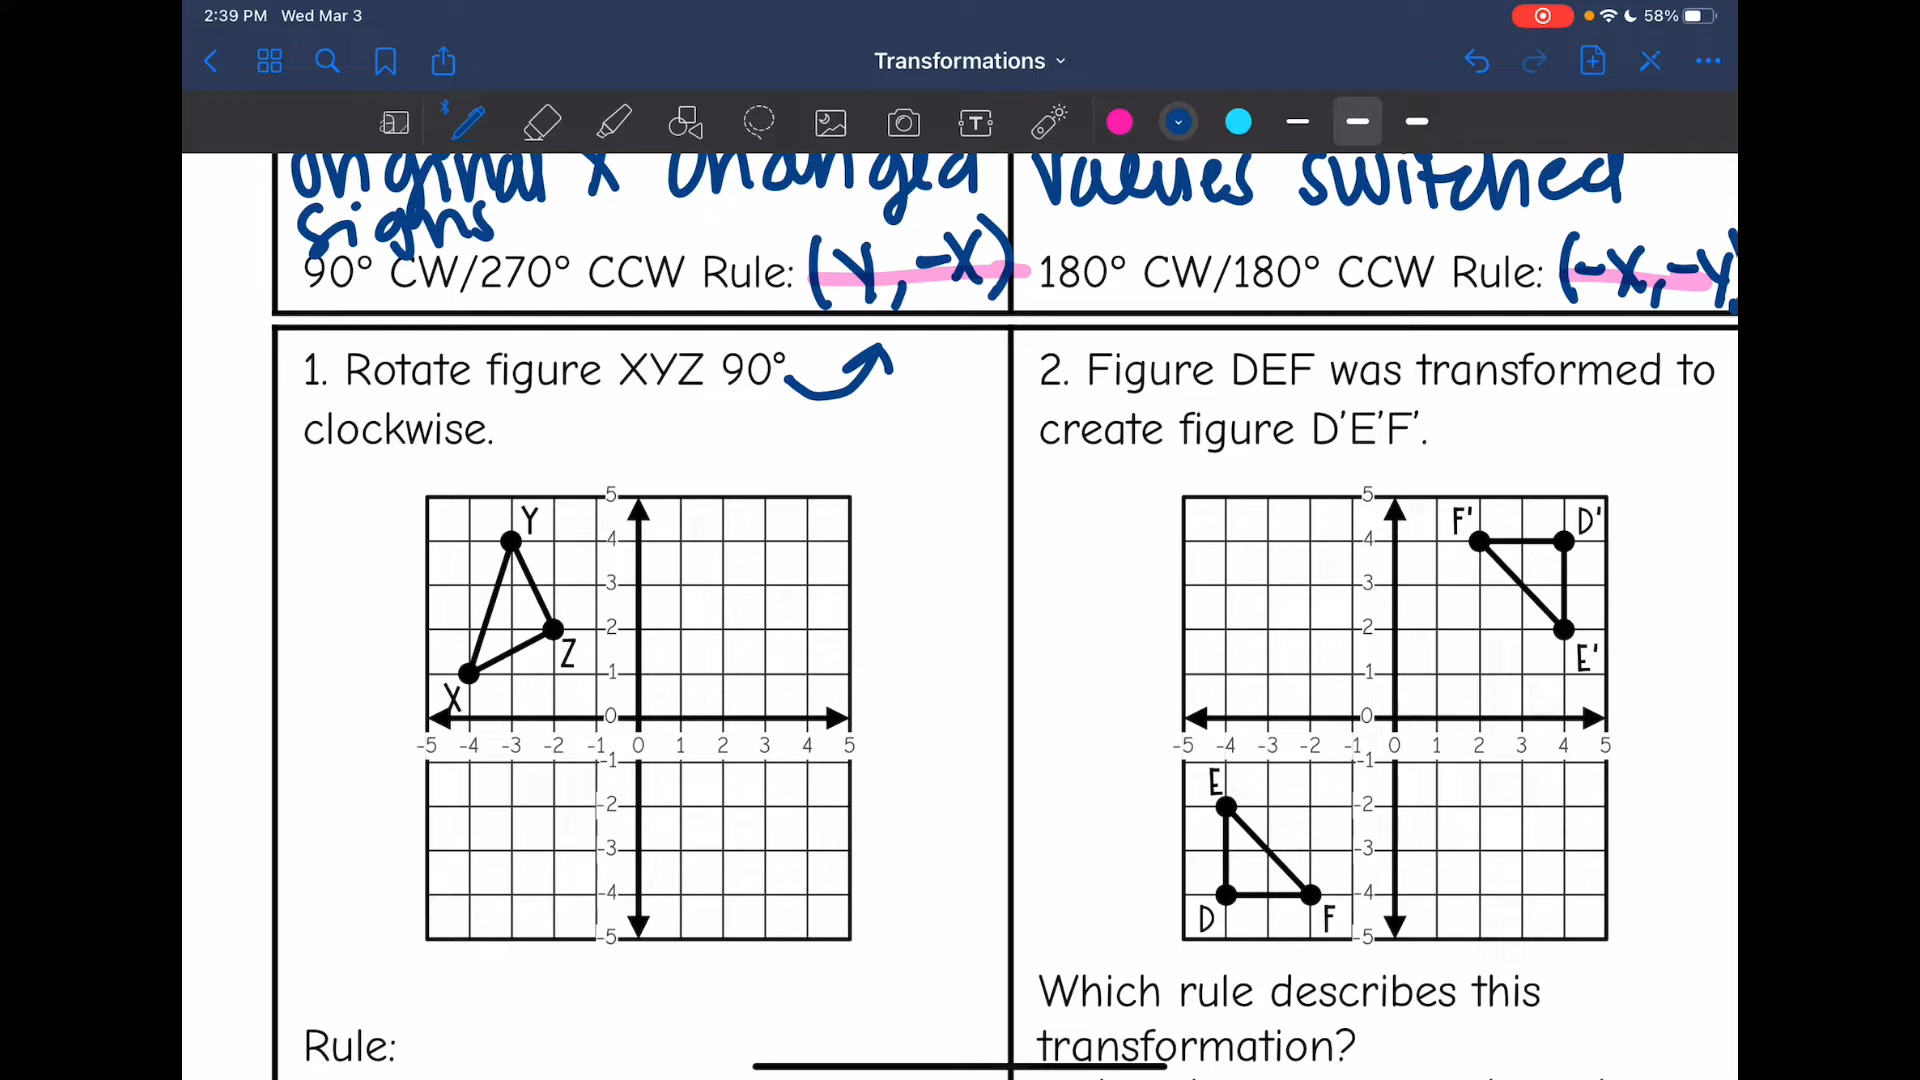 2:39 PM Wed Mar 3
58%
Transformations
T
original x changed
signs
values switched
90° CW/270° CCW Rule: (y, -x)
180° CW/180° CCW Rule: (-x, -y)
1. Rotate figure XYZ 90°
clockwise.
5
4
3
2
1
0
-5 -4 -3 -2 -1 0 1 2 3 4 5
-1
-2
-3
-4
-5
Y
Z
X
Rule:
2. Figure DEF was transformed to
create figure D'E'F'.
5
4
3
2
1
0
-5 -4 -3 -2 -1 0 1 2 3 4 5
-1
-2
-3
-4
-5
F' D'
E'
E
D F
Which rule describes this
transformation?